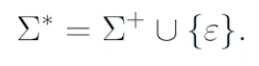 Σ* = Σ⁺ ∪ {ε}.